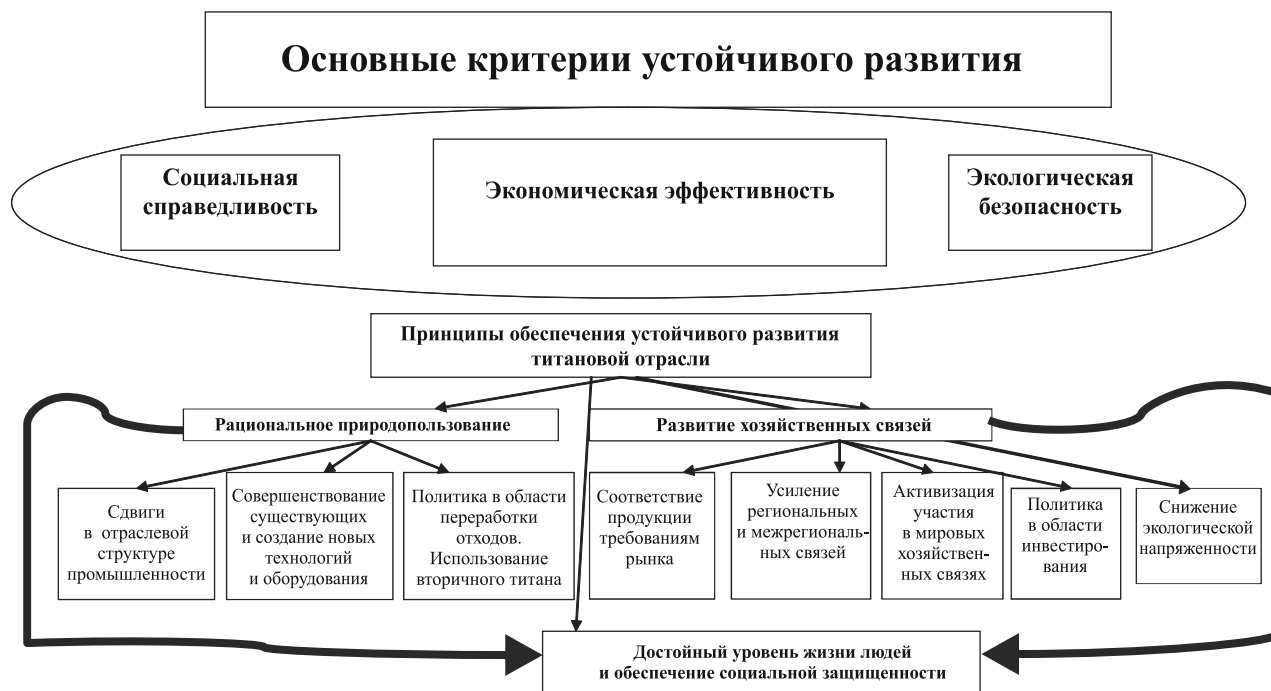 Основные критерии устойчивого развития
Социальная
справедливость
Экономическая эффективность
Экологическая
безопасность
Принципы обеспечения устойчивого развития
титановой отрасли
Рациональное природопользование
Развитие хозяйственных связей
Сдвиги
в отраслевой
структуре
промышленности
Совершенствование
существующих
и создание новых
технологий
и оборудования
Политика в области
переработки
отходов.
Использование
вторичного титана
Соответствие
продукции
требованиям
рынка
Усиление
региональных
и межрегиональ-
ных связей
Активизация
участия
в мировых
хозяйствен-
ных связях
Политика
в области
инвестиро-
вания
Снижение
экологической
напряженности
Достойный уровень жизни людей
и обеспечение социальной защищенности